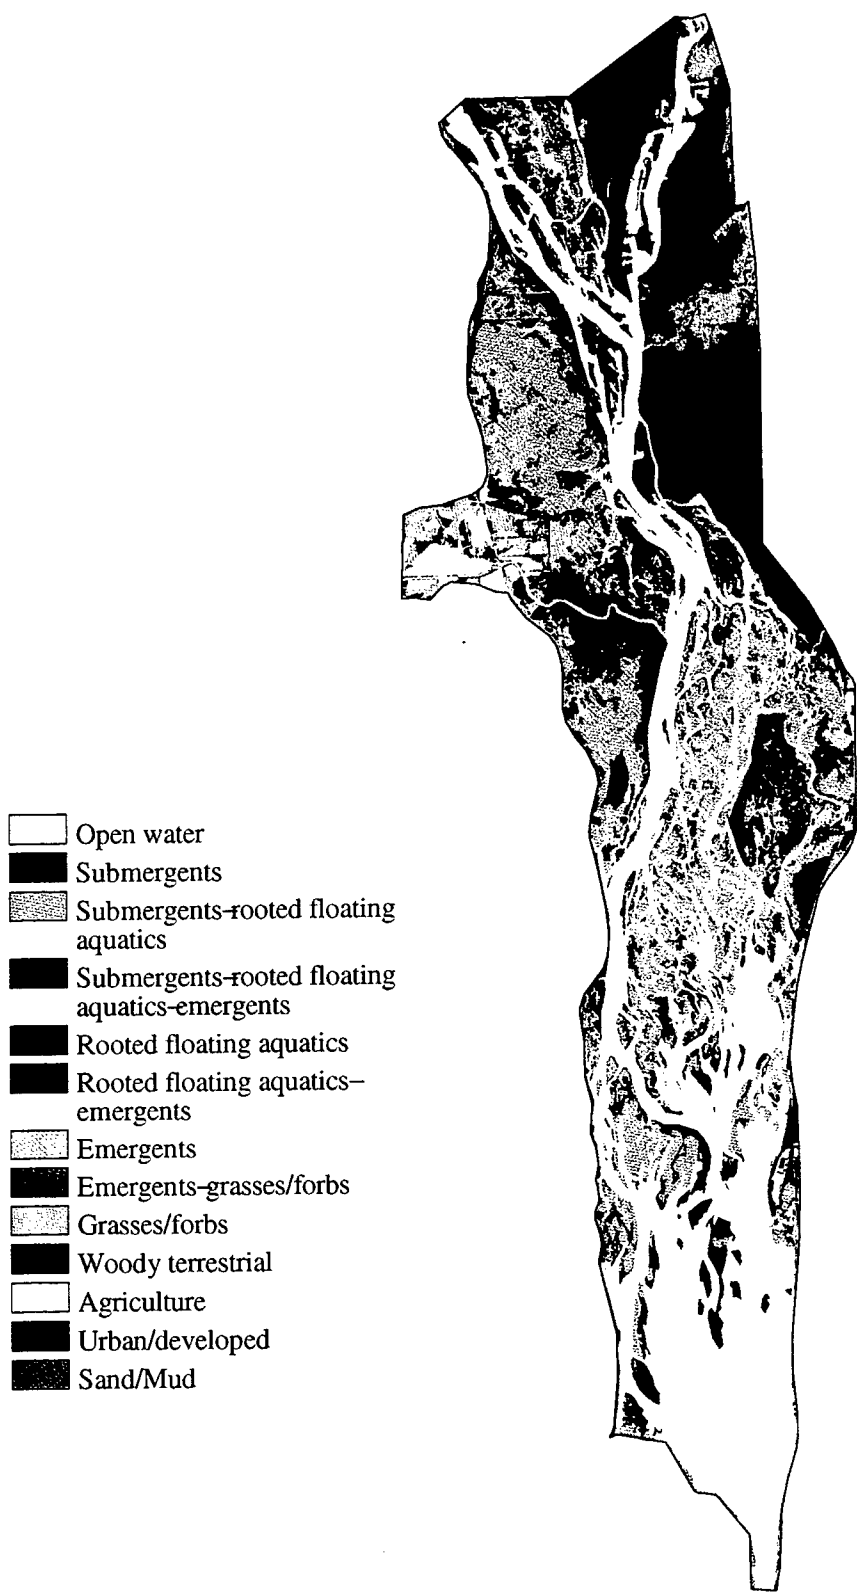 Open water
Submergents
Submergents-rooted floating
aquatics
Submergents-rooted floating
aquatics-emergents
Rooted floating aquatics
Rooted floating aquatics–
emergents
Emergents
Emergents-grasses/forbs
Grasses/forbs
Woody terrestrial
Agriculture
Urban/developed
Sand/Mud